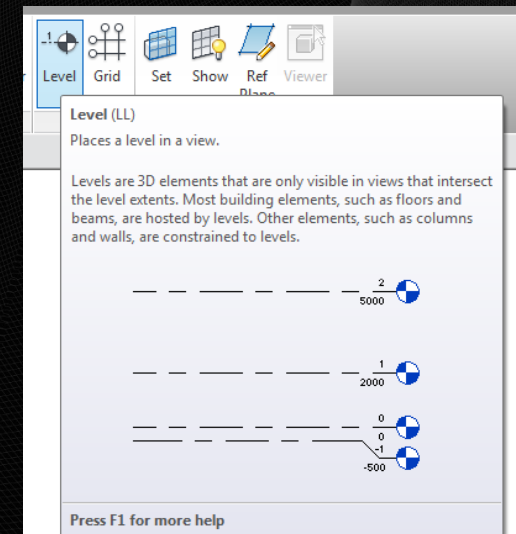 Level Grid Set Show Ref Viewer
Level (LL)
Places a level in a view.
Levels are 3D elements that are only visible in views that intersect
the level extents. Most building elements, such as floors and
beams, are hosted by levels. Other elements, such as columns
and walls, are constrained to levels.
2
5000
1
2000
0
0
-1
-500
Press F1 for more help